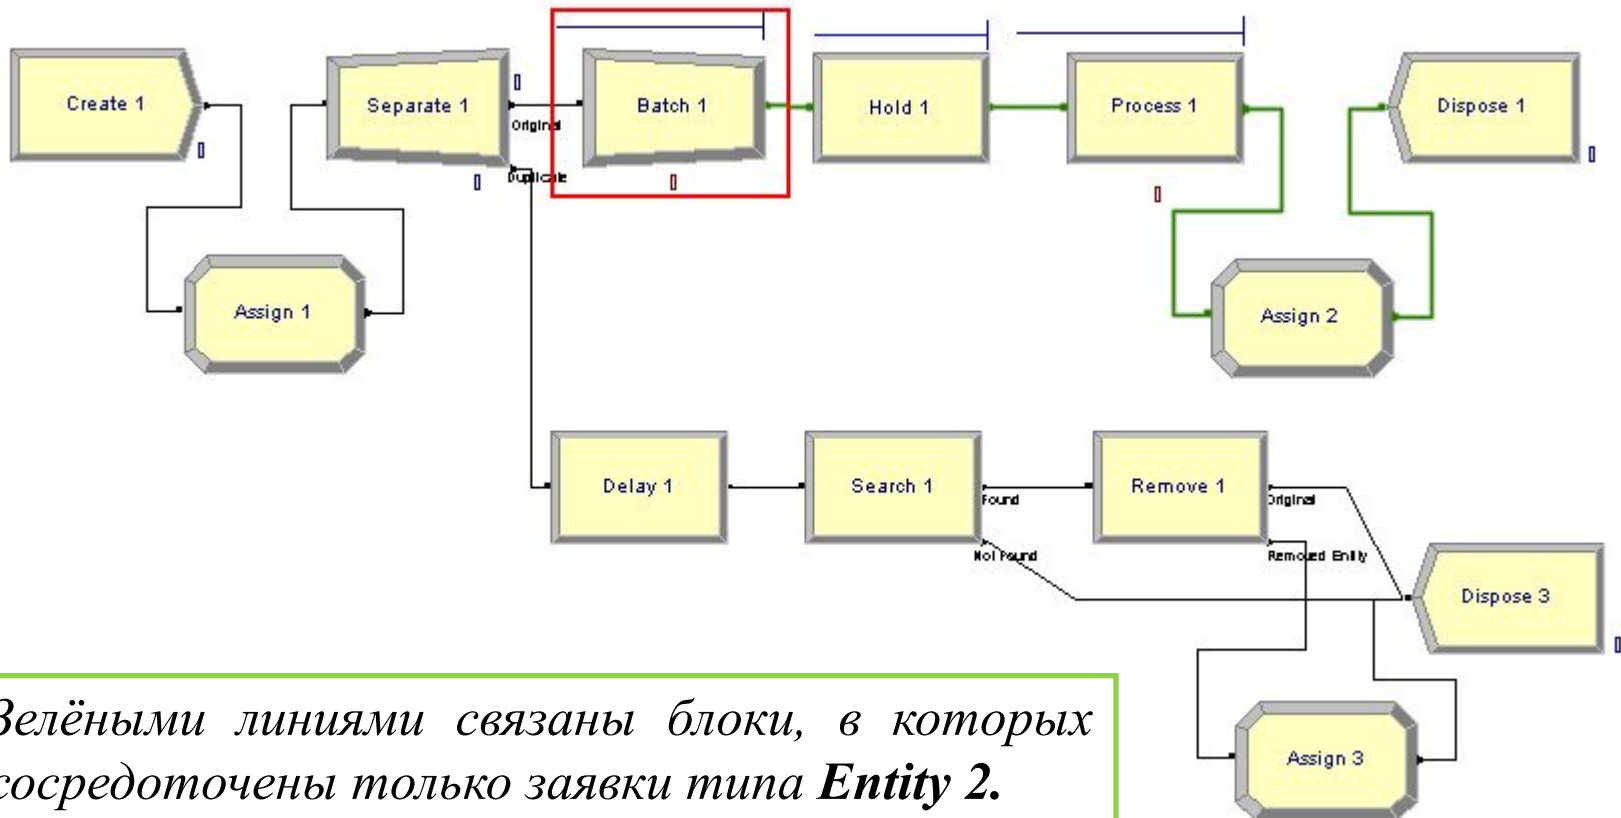 Create 1
Separate 1
Original
Duplicate
Batch 1
Hold 1
Process 1
Dispose 1
Assign 1
Assign 2
Delay 1
Search 1
Found
Not Found
Remove 1
Original
Removed Entity
Dispose 3
Assign 3
Зелёными линиями связаны блоки, в которых
сосредоточены только заявки типа Entity 2.